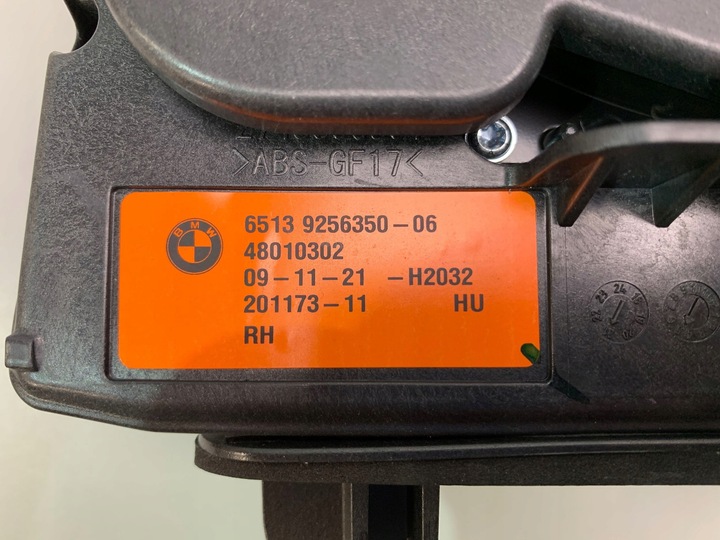 >ABS-GF17<
BMW
6513 9256350-06
48010302
09-11-21 -H2032
201173-11 HU
RH